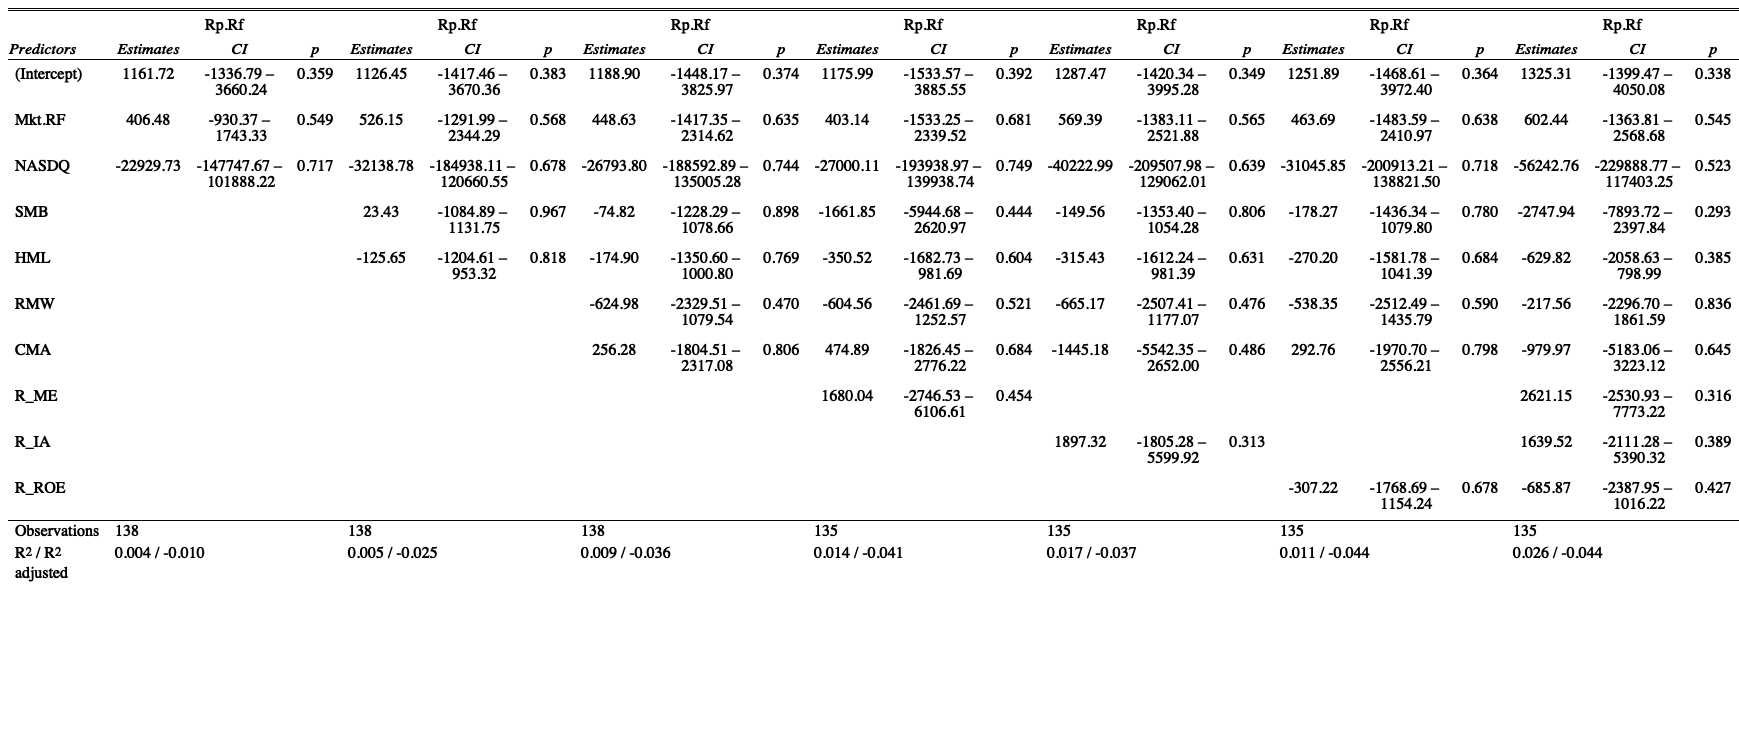 Rp.Rf Rp.Rf Rp.Rf Rp.Rf Rp.Rf Rp.Rf Rp.Rf
Predictors Estimates CI p Estimates CI p Estimates CI p Estimates CI p Estimates CI p Estimates CI p Estimates CI p
(Intercept) 1161.72 -1336.79 – 0.359 1126.45 -1417.46 – 0.383 1188.90 -1448.17 – 0.374 1175.99 -1533.57 – 0.392 1287.47 -1420.34 – 0.349 1251.89 -1468.61 – 0.364 1325.31 -1399.47 – 0.338
3660.24 3670.36 3825.97 3885.55 3995.28 3972.40 4050.08
Mkt.RF 406.48 -930.37 – 0.549 526.15 -1291.99 – 0.568 448.63 -1417.35 – 0.635 403.14 -1533.25 – 0.681 569.39 -1383.11 – 0.565 463.69 -1483.59 – 0.638 602.44 -1363.81 – 0.545
1743.33 2344.29 2314.62 2339.52 2521.88 2410.97 2568.68
NASDQ -22929.73 -147747.67 – 0.717 -32138.78 -184938.11 – 0.678 -26793.80 -188592.89 – 0.744 -27000.11 -193938.97 – 0.749 -40222.99 -209507.98 – 0.639 -31045.85 -200913.21 – 0.718 -56242.76 -229888.77 – 0.523
101888.22 120660.55 135005.28 139938.74 129062.01 138821.50 117403.25
SMB 23.43 -1084.89 – 0.967 -74.82 -1228.29 – 0.898 -1661.85 -5944.68 – 0.444 -149.56 -1353.40 – 0.806 -178.27 -1436.34 – 0.780 -2747.94 -7893.72 – 0.293
1131.75 1078.66 2620.97 1054.28 1079.80 2397.84
HML -125.65 -1204.61 – 0.818 -174.90 -1350.60 – 0.769 -350.52 -1682.73 – 0.604 -315.43 -1612.24 – 0.631 -270.20 -1581.78 – 0.684 -629.82 -2058.63 – 0.385
953.32 1000.80 981.69 981.39 1041.39 798.99
RMW -624.98 -2329.51 – 0.470 -604.56 -2461.69 – 0.521 -665.17 -2507.41 – 0.476 -538.35 -2512.49 – 0.590 -217.56 -2296.70 – 0.836
1079.54 1252.57 1177.07 1435.79 1861.59
CMA 256.28 -1804.51 – 0.806 474.89 -1826.45 – 0.684 -1445.18 -5542.35 – 0.486 292.76 -1970.70 – 0.798 -979.97 -5183.06 – 0.645
2317.08 2776.22 2652.00 2556.21 3223.12
R_ME 1680.04 -2746.53 – 0.454 2621.15 -2530.93 – 0.316
6106.61 7773.22
R_IA 1897.32 -1805.28 – 0.313 1639.52 -2111.28 – 0.389
5599.92 5390.32
R_ROE -307.22 -1768.69 – 0.678 -685.87 -2387.95 – 0.427
1154.24 1016.22
Observations 138 138 138 135 135 135 135
R2 / R2 0.004 / -0.010 0.005 / -0.025 0.009 / -0.036 0.014 / -0.041 0.017 / -0.037 0.011 / -0.044 0.026 / -0.044
adjusted